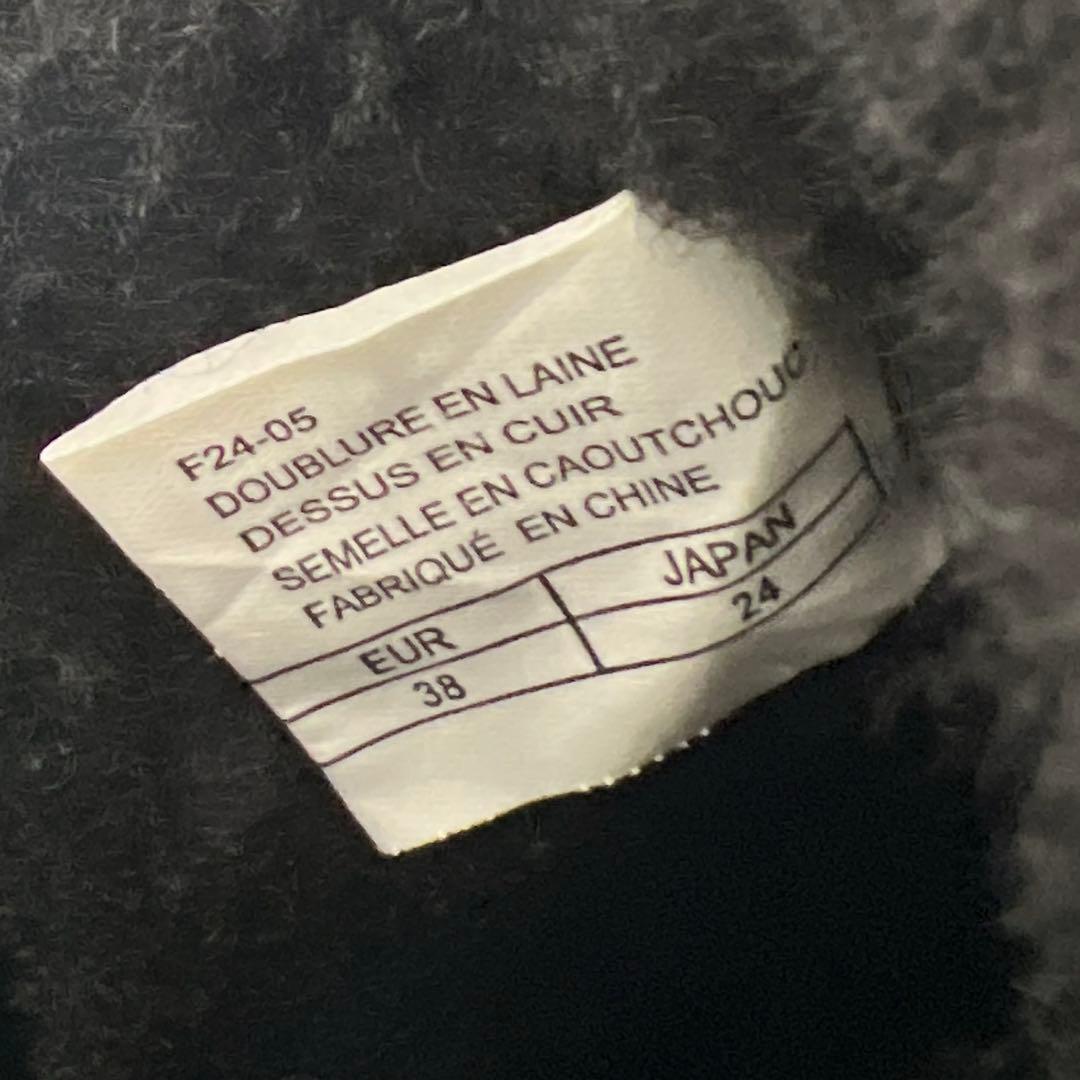 F24-05
DOUBLURE EN LAINE
DESSUS EN CUIR
SEMELLE EN CAOUTCHOUC
FABRIQUÉ EN CHINE
EUR JAPAN
38 24